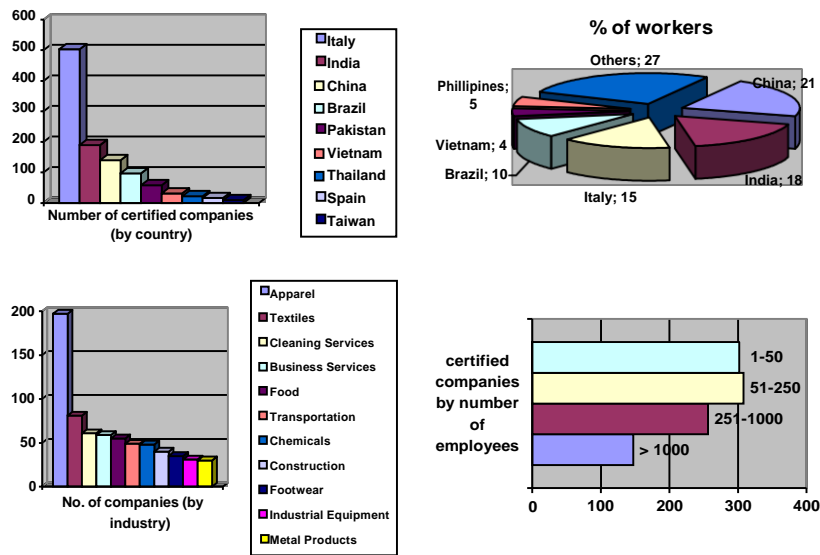 600
500
400
300
200
100
0
Number of certified companies
(by country)
Italy
India
China
Brazil
Pakistan
Vietnam
Thailand
Spain
Taiwan
% of workers
Others; 27
China; 21
Phillipines;
5
Vietnam; 4
Brazil; 10
Italy; 15
India; 18
200
150
100
50
0
No. of companies (by
industry)
Apparel
Textiles
Cleaning Services
Business Services
Food
Transportation
Chemicals
Construction
Footwear
Industrial Equipment
Metal Products
certified
companies
by number
of
employees
1-50
51-250
251-1000
> 1000
0 100 200 300 400